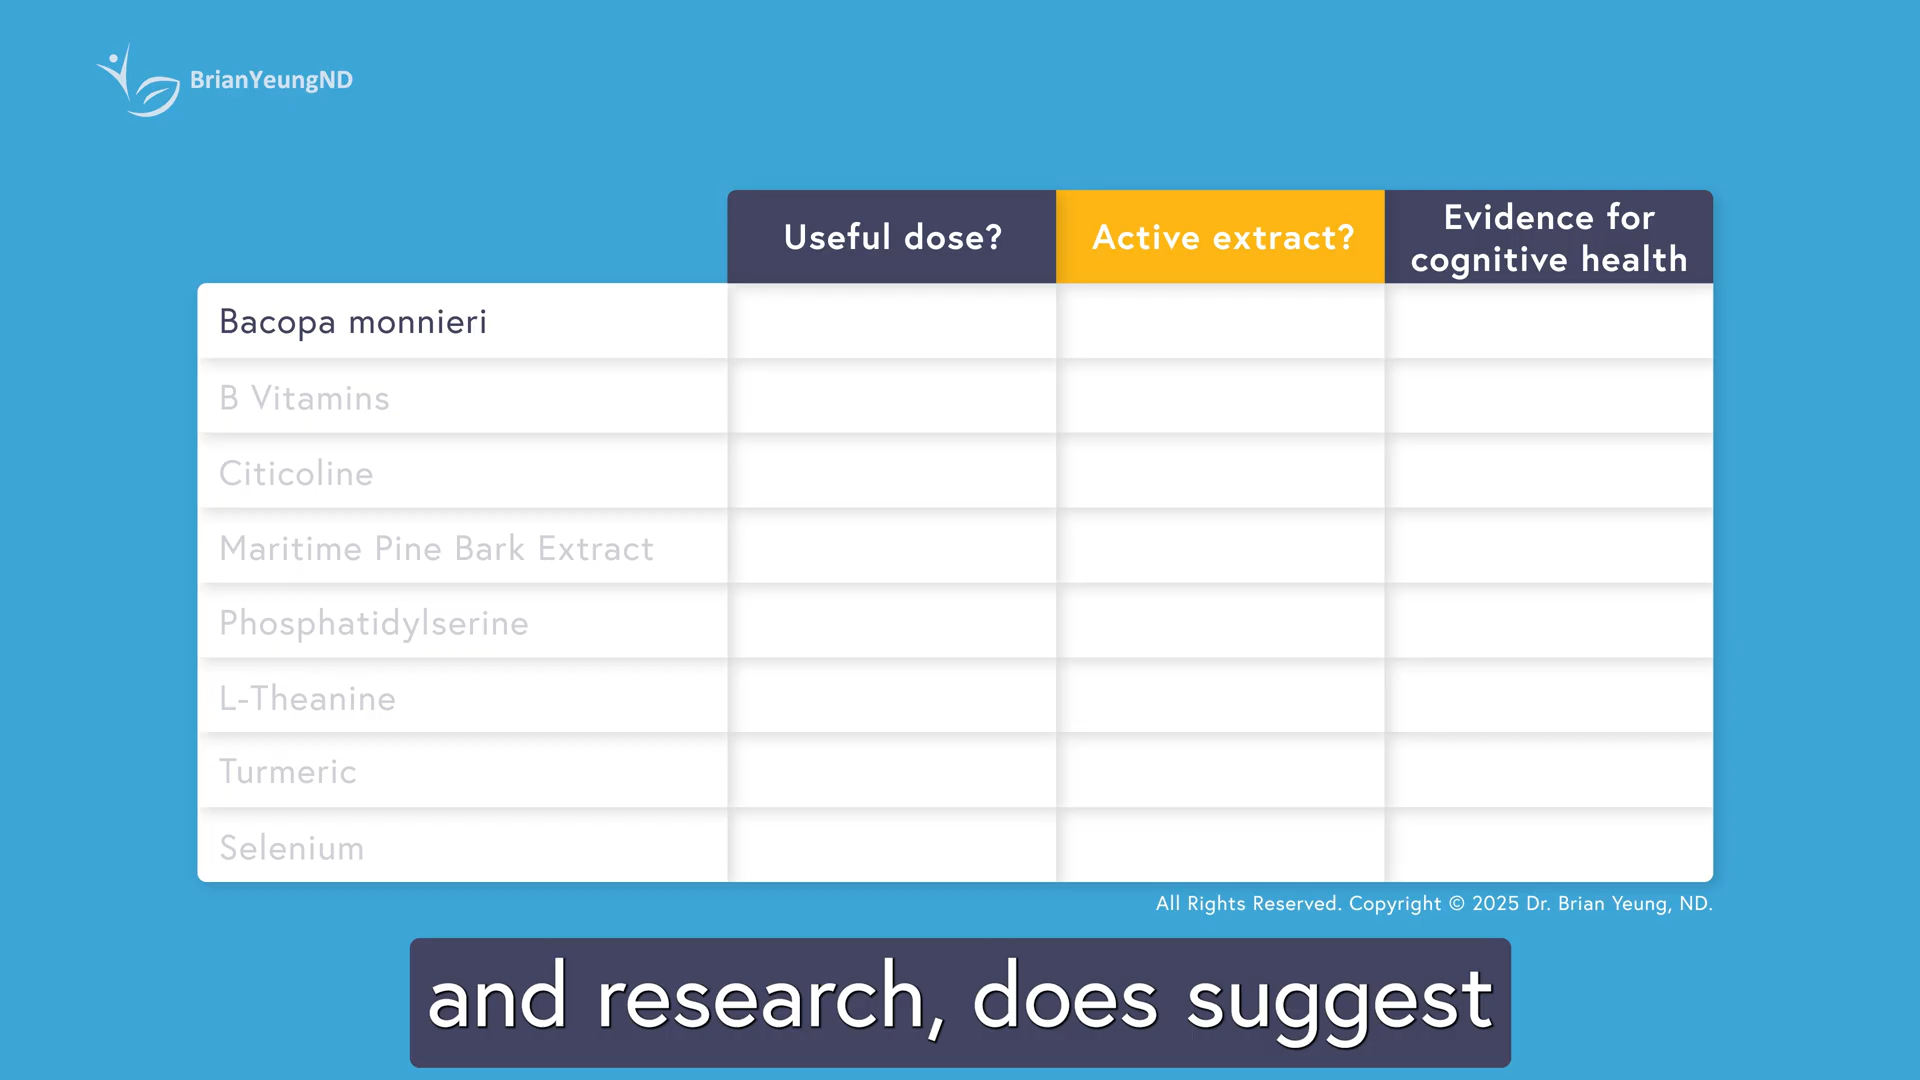 BrianYeungND
Useful dose?
Active extract?
Evidence for
cognitive health
Bacopa monnieri
B Vitamins
Citicoline
Maritime Pine Bark Extract
Phosphatidylserine
L-Theanine
Turmeric
Selenium
All Rights Reserved. Copyright © 2025 Dr. Brian Yeung, ND.
and research, does suggest